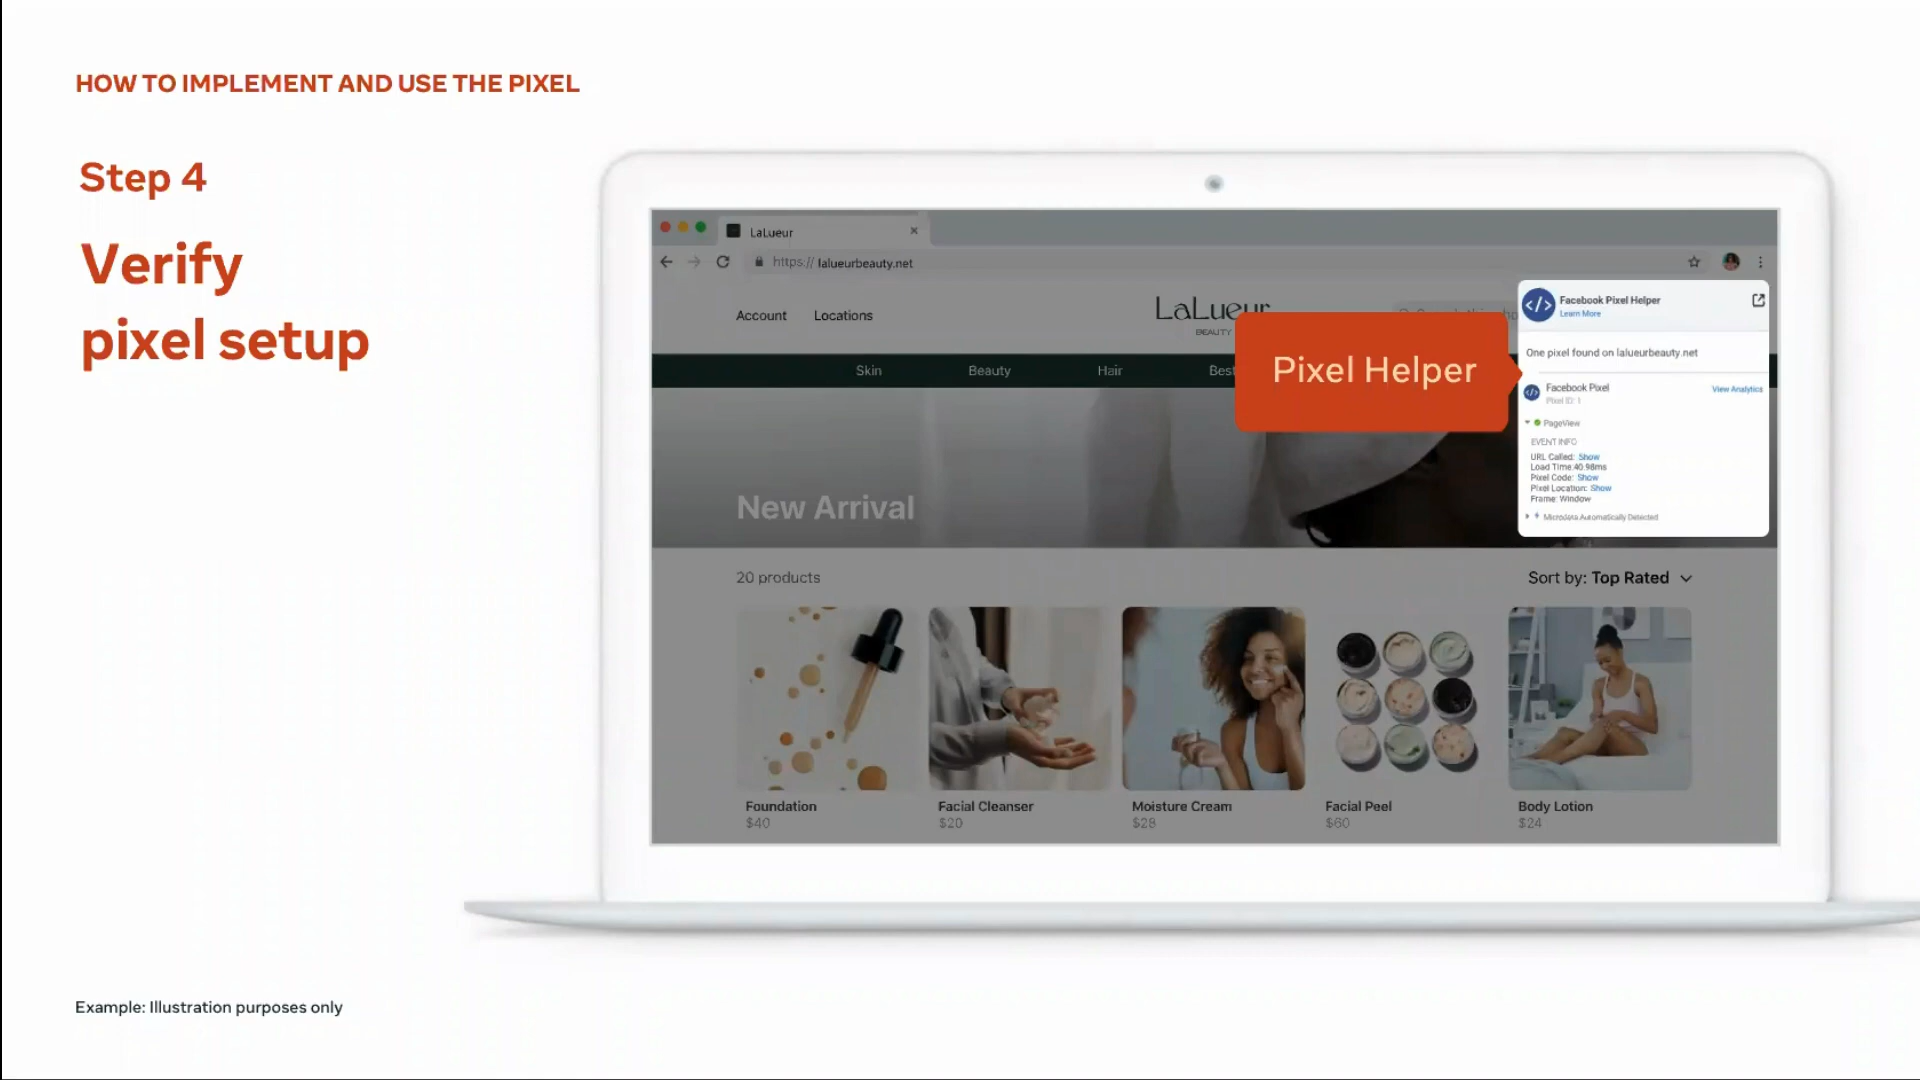 HOW TO IMPLEMENT AND USE THE PIXEL
Step 4
Verify
pixel setup
LaLueur
https:// lalueurbeauty.net
Account
Locations
LaLueur
BEAUTY
Skin
Beauty
Hair
Best
Pixel Helper
Facebook Pixel Helper
Learn More
One pixel found on lalueurbeauty.net
Facebook Pixel
View Analytics
Pixel ID: 1
PageView
EVENT INFO
URL Called: Show
Load Time:40.98ms
Pixel Code: Show
Pixel Location: Show
Frame: Window
Microdata Automatically Detected
New Arrival
20 products
Sort by: Top Rated
Foundation
$40
Facial Cleanser
$20
Moisture Cream
$28
Facial Peel
$60
Body Lotion
$24
Example: Illustration purposes only